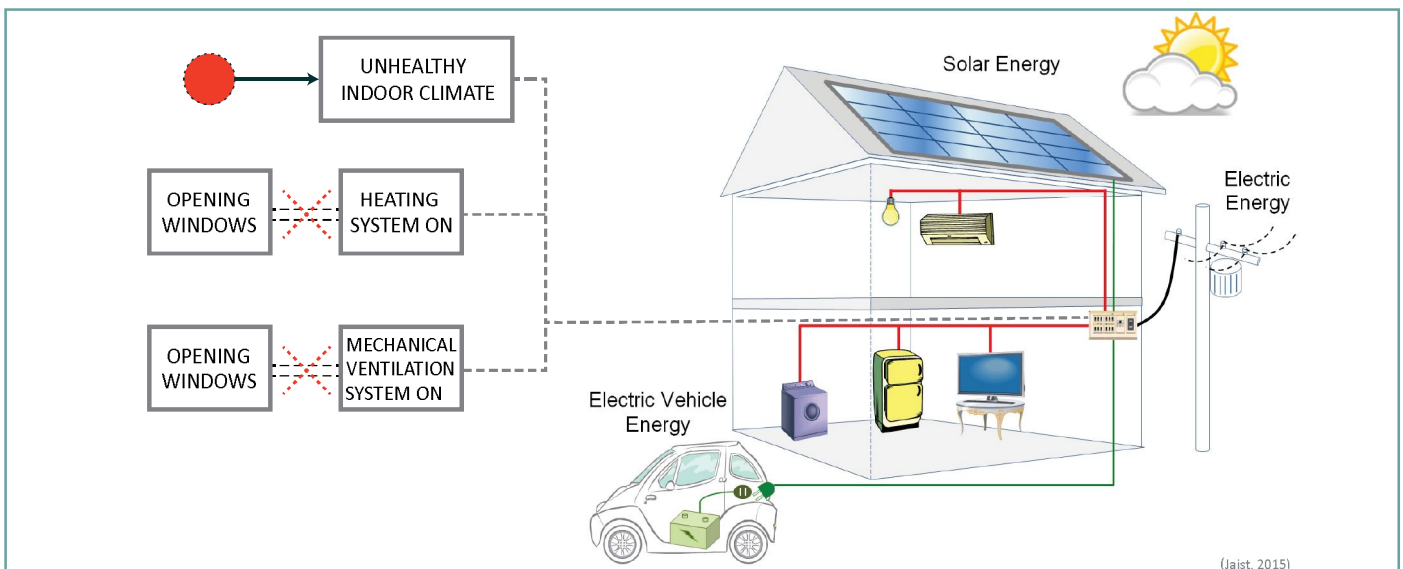 UNHEALTHY
INDOOR CLIMATE
OPENING
WINDOWS
HEATING
SYSTEM ON
OPENING
WINDOWS
MECHANICAL
VENTILATION
SYSTEM ON
Solar Energy
Electric
Energy
Electric Vehicle
Energy
(Jaist, 2015)